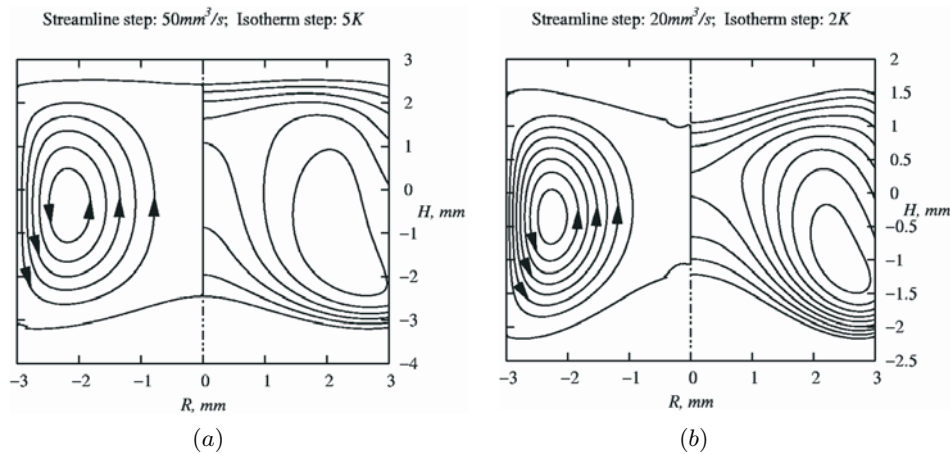 Streamline step: 50mm³/s; Isotherm step: 5K
3
2
1
0
H, mm
−1
−2
−3
−4
−3 −2 −1 0 1 2 3
R, mm
(a)
Streamline step: 20mm³/s; Isotherm step: 2K
2
1.5
1
0.5
0
H, mm
−0.5
−1
−1.5
−2
−2.5
−3 −2 −1 0 1 2 3
R, mm
(b)